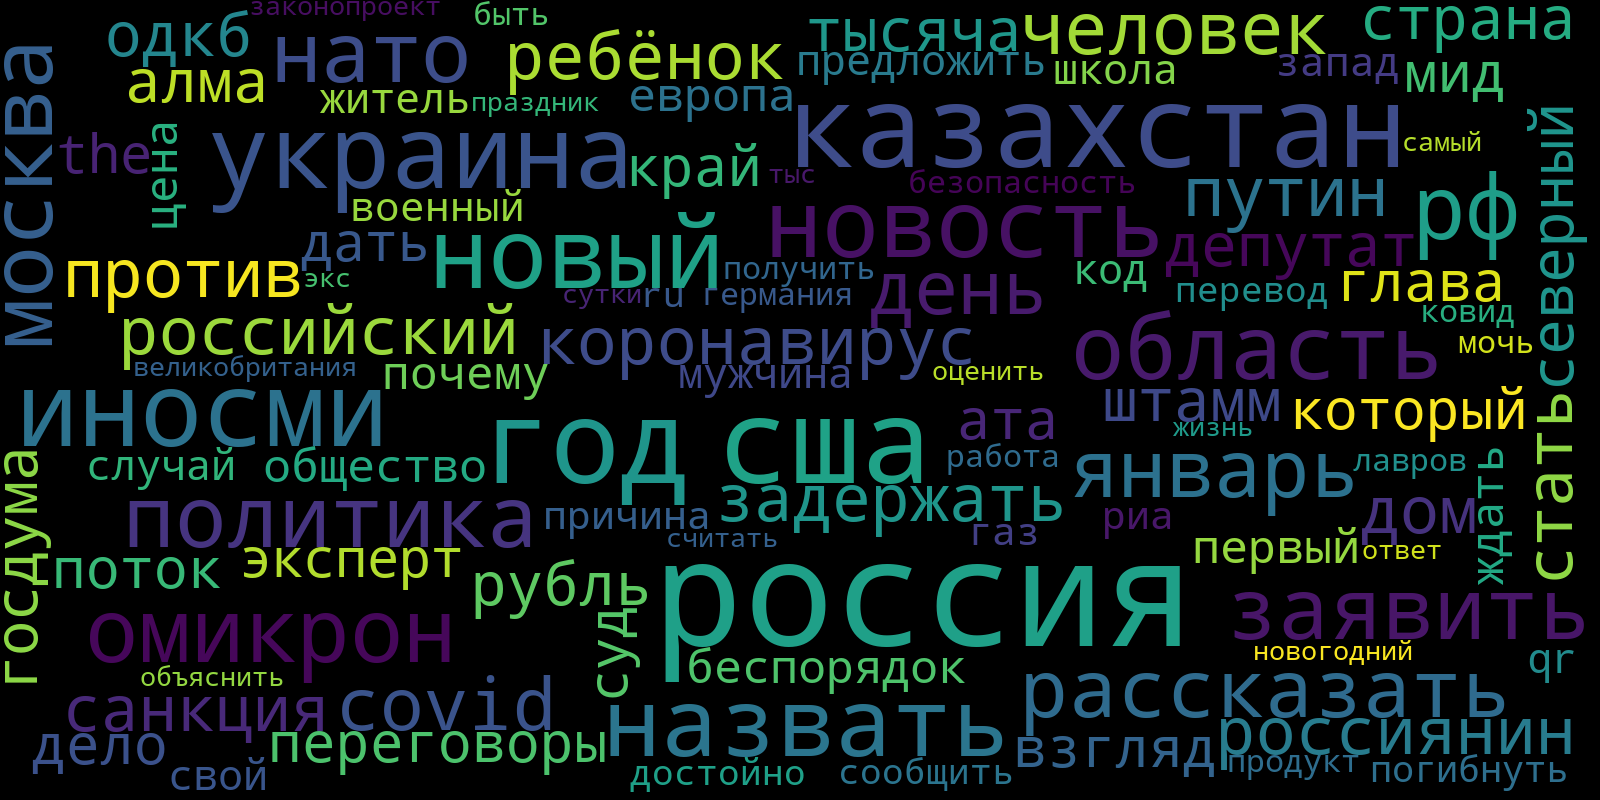 законопроект
быть
одкб
нато
ребёнок
тысяча
человек
страна
предложить
школа
запад
мид
алма
житель
праздник
европа
москва
the
цена
украина
край
казахстан
самый
тыс
безопасность
путин
рф
северный
военный
новый
новость
депутат
дать
против
экс
получить
день
код
глава
сутки
ru
германия
перевод
ковид
российский
коронавирус
область
мочь
великобритания
почему
мужчина
оценить
иносми
год
сша
ата
штамм
который
жизнь
стать
госдума
случай
общество
работа
январь
лавров
ждать
политика
причина
задержать
газ
риа
дом
считать
поток
эксперт
рубль
россия
первый
ответ
омикрон
суд
беспорядок
заявить
новогодний
qr
объяснить
санкция
covid
назвать
рассказать
россиянин
дело
переговоры
взгляд
свой
достойно
сообщить
продукт
погибнуть